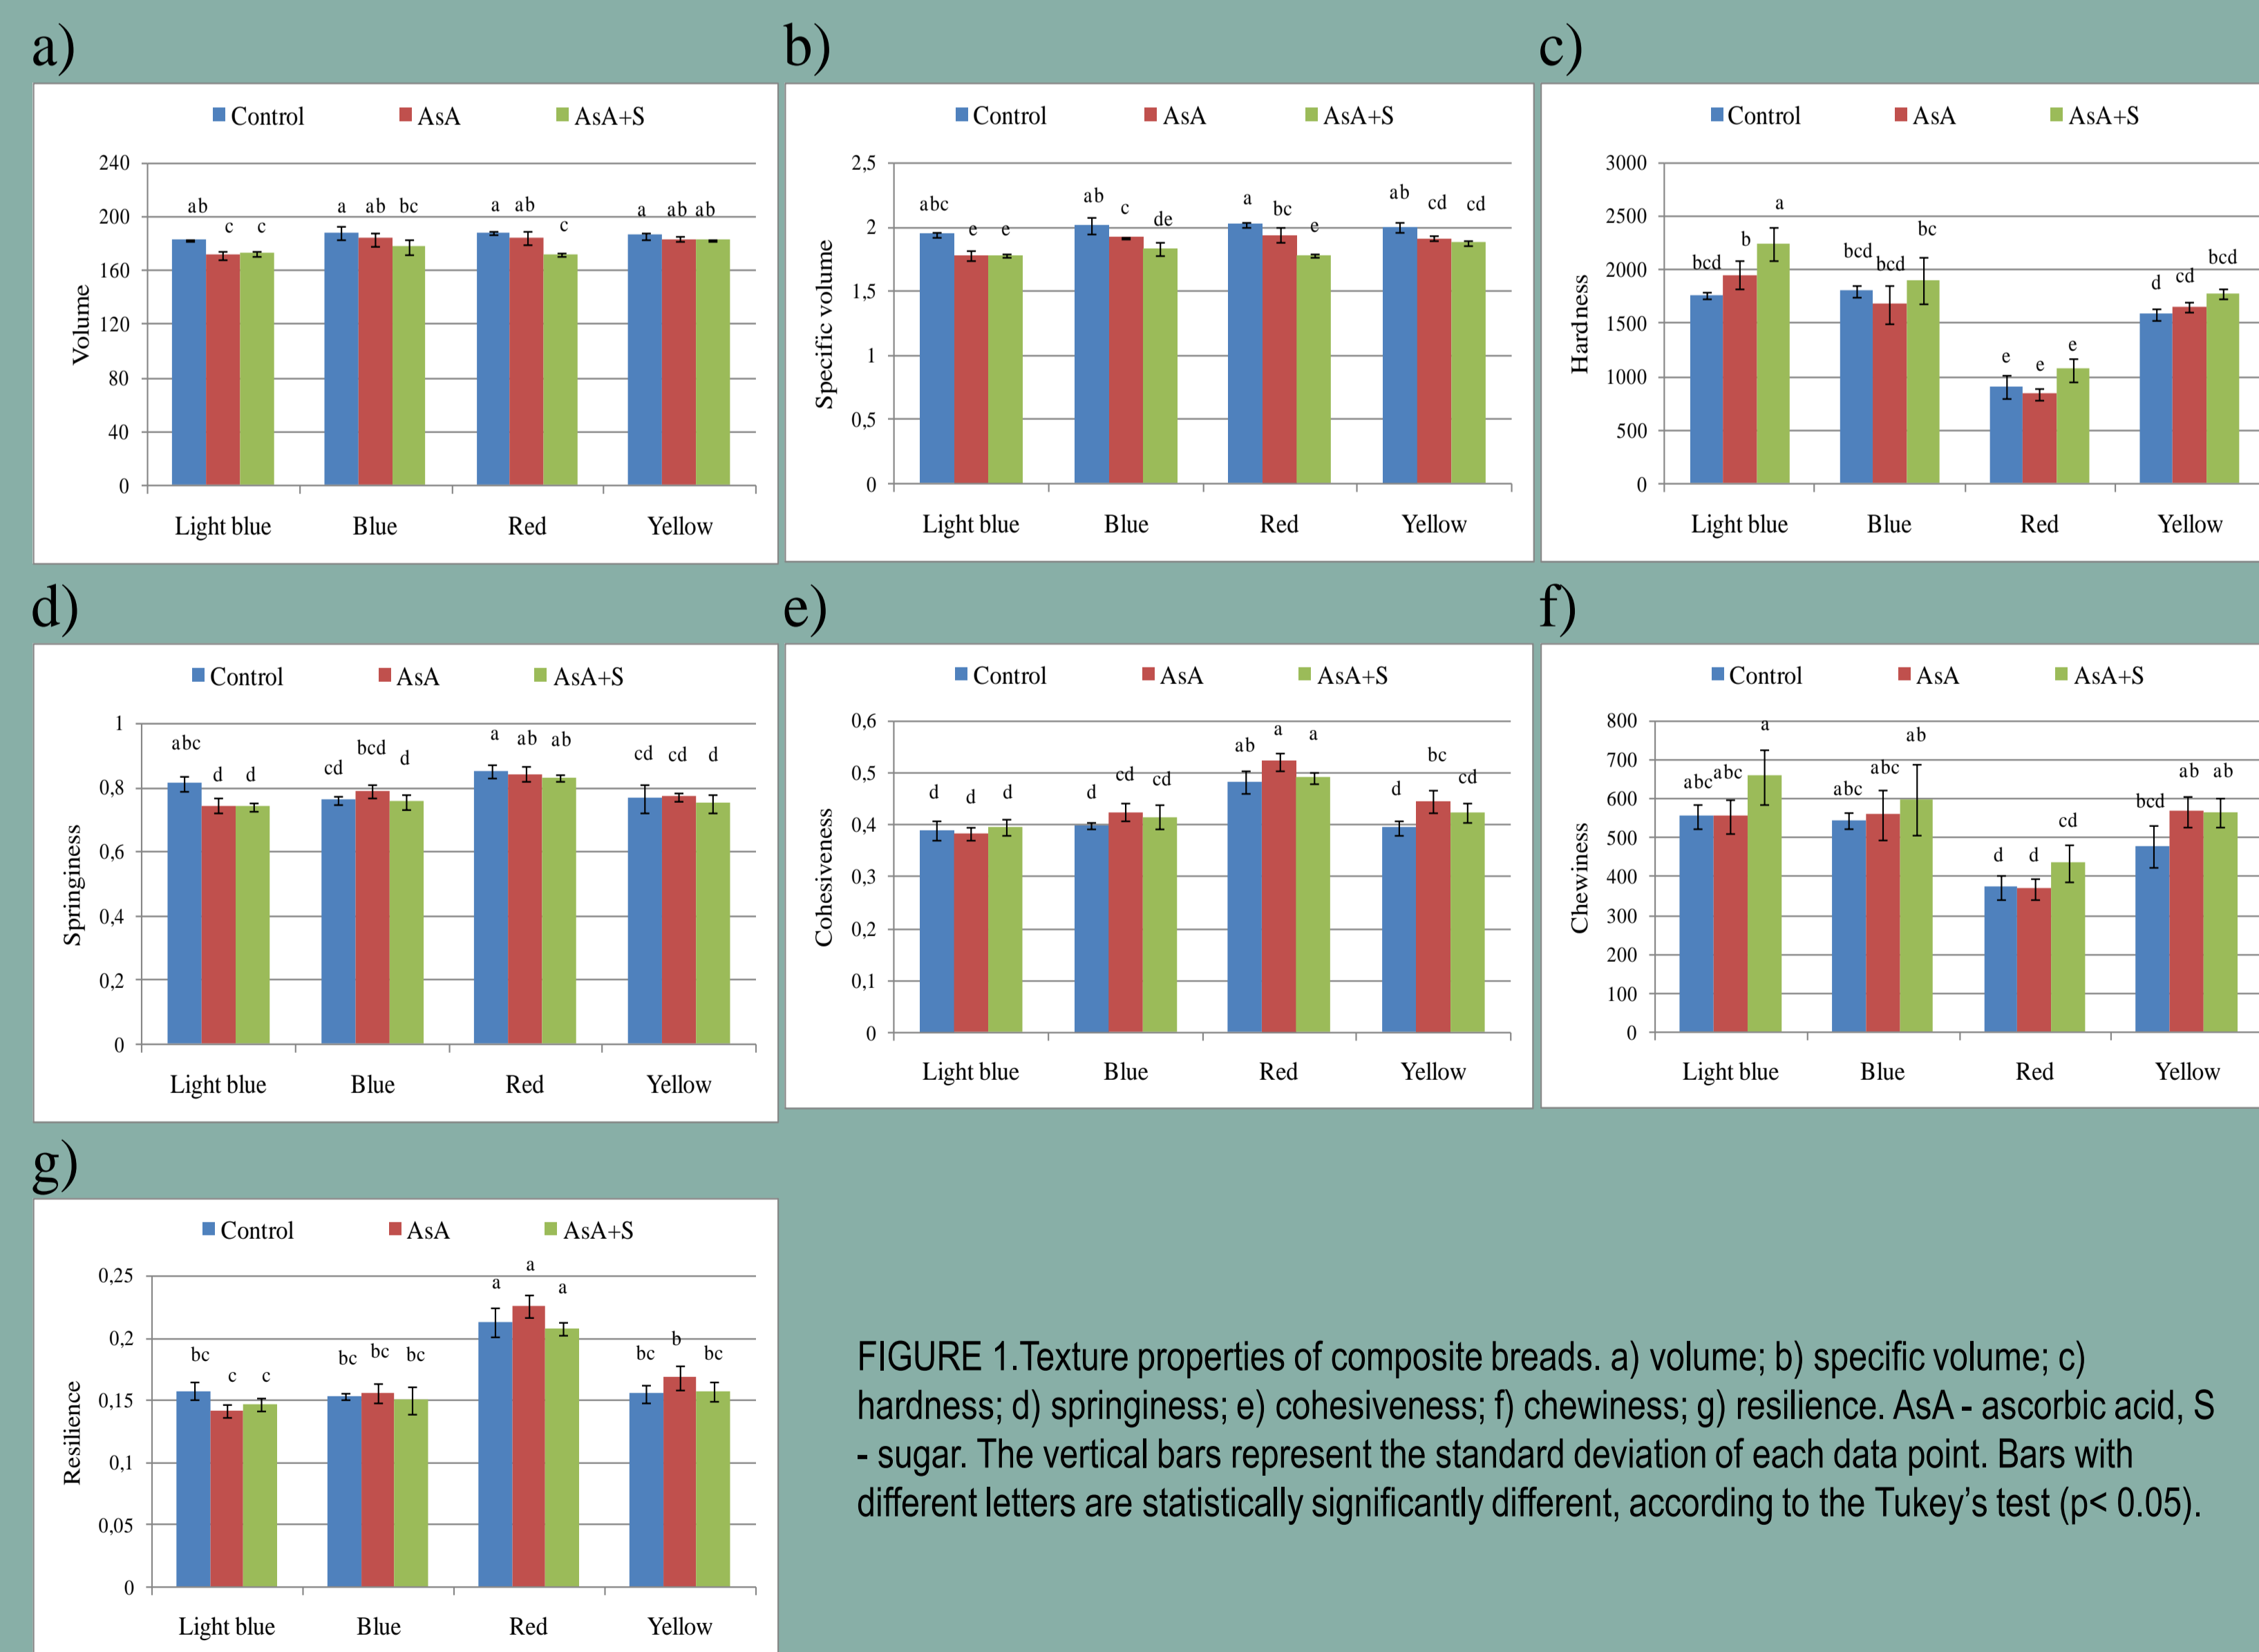 a)
Control AsA AsA+S
240
200
160
120
80
40
0
Volume
ab c c a ab bc a ab c a ab ab
Light blue Blue Red Yellow
b)
Control AsA AsA+S
2,5
2
1,5
1
0,5
0
Specific volume
abc e e ab c de a bc e ab cd cd
Light blue Blue Red Yellow
c)
Control AsA AsA+S
3000
2500
2000
1500
1000
500
0
Hardness
bcd b a bcd bcd bc e e e d cd bcd
Light blue Blue Red Yellow
d)
Control AsA AsA+S
1
0,8
0,6
0,4
0,2
0
Springiness
abc d d cd bcd d a ab ab cd cd d
Light blue Blue Red Yellow
e)
Control AsA AsA+S
0,6
0,5
0,4
0,3
0,2
0,1
0
Cohesiveness
d d d d cd cd ab a a d bc cd
Light blue Blue Red Yellow
f)
Control AsA AsA+S
800
700
600
500
400
300
200
100
0
Chewiness
abc abc a abc abc ab d d cd bcd ab ab
Light blue Blue Red Yellow
g)
Control AsA AsA+S
0,25
0,2
0,15
0,1
0,05
0
Resilience
bc c c bc bc bc a a a bc b bc
Light blue Blue Red Yellow
FIGURE 1.Texture properties of composite breads. a) volume; b) specific volume; c)
hardness; d) springiness; e) cohesiveness; f) chewiness; g) resilience. AsA - ascorbic acid, S
- sugar. The vertical bars represent the standard deviation of each data point. Bars with
different letters are statistically significantly different, according to the Tukey’s test (p< 0.05).